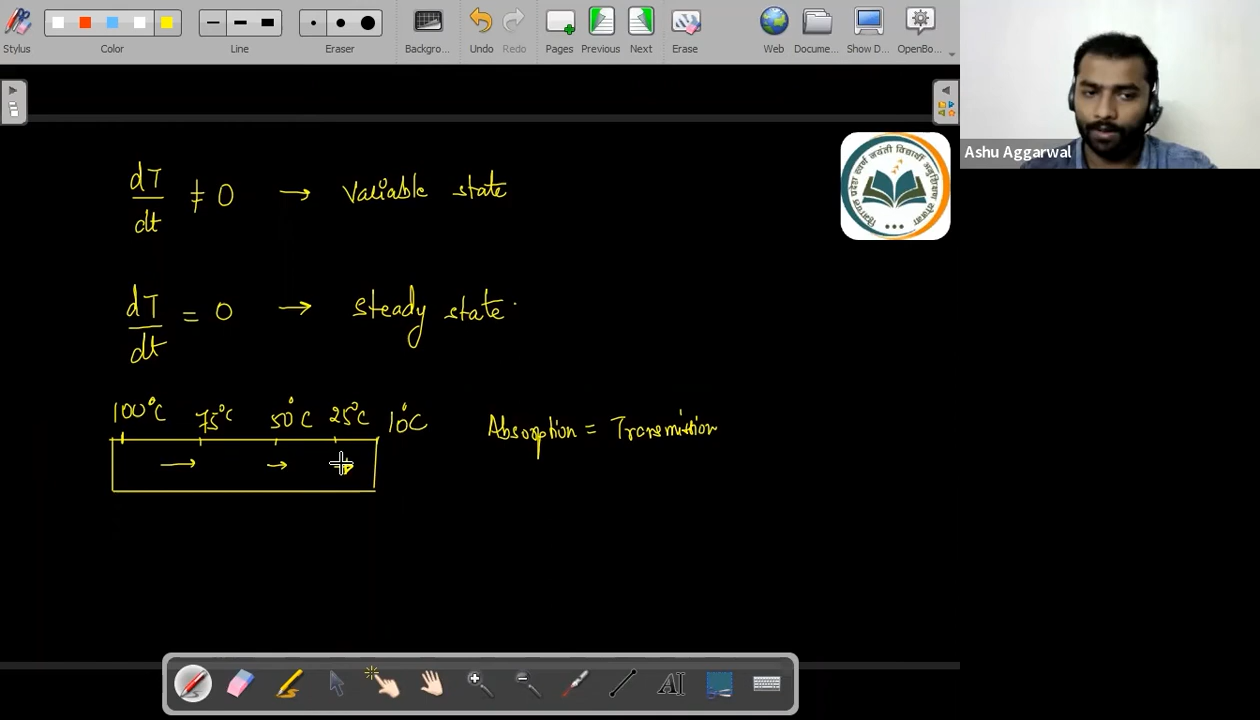 Stylus
Color
Line
Eraser
Backgro...
Undo
Redo
Pages
Previous
Next
Erase
Web
Docume...
Show D...
OpenBo...
Ashu Aggarwal
dT/dt ≠ 0 → Variable state
dT/dt = 0 → Steady state
100°C 75°C 50°C 25°C 10°C
Absorption = Transmission